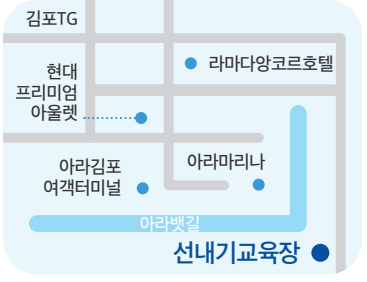 김포TG
라마다앙코르호텔
현대
프리미엄
아울렛
아라김포
여객터미널
아라마리나
아라뱃길
선내기교육장